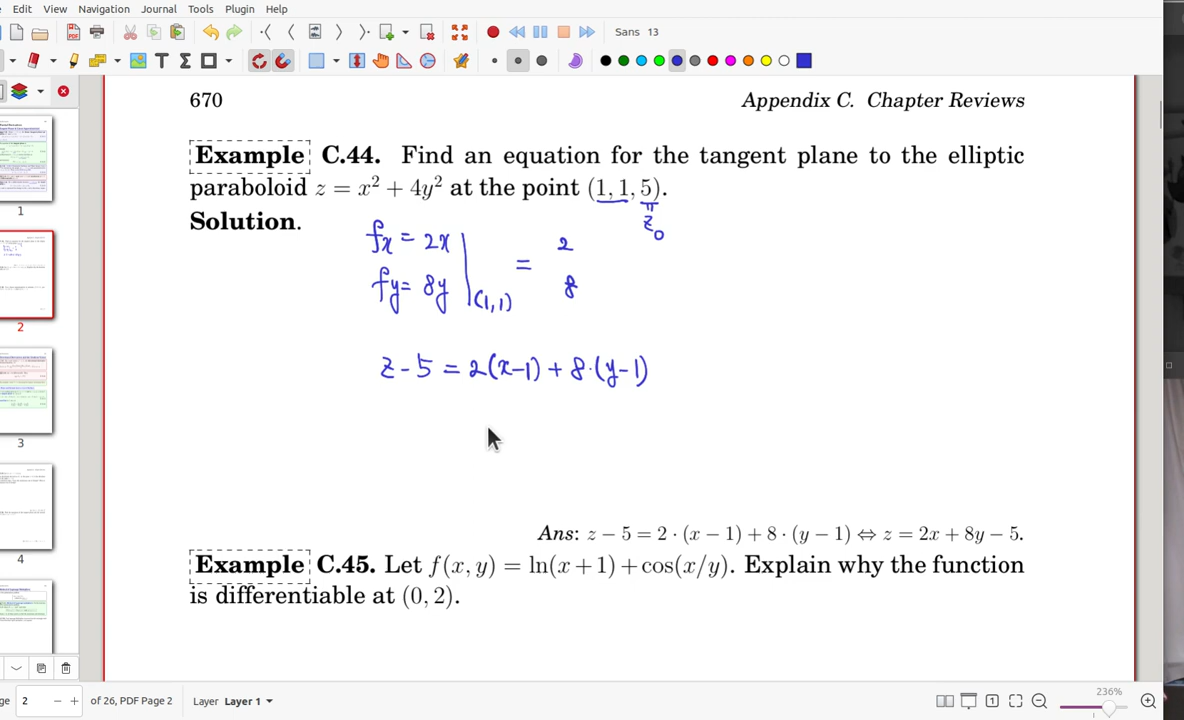 Edit View Navigation Journal Tools Plugin Help
Sans 13
670 Appendix C. Chapter Reviews
Example C.44. Find an equation for the tangent plane to the elliptic
paraboloid z = x² + 4y² at the point (1, 1, 5).
Solution.
z₀
fx = 2x
fy = 8y |(1,1) = 2 8
z - 5 = 2(x-1) + 8·(y-1)
Ans: z − 5 = 2 · (x − 1) + 8 · (y − 1) ⇔ z = 2x + 8y − 5.
Example C.45. Let f(x, y) = ln(x + 1) + cos(x/y). Explain why the function
is differentiable at (0, 2).
1
2
3
4
ge 2 − + of 26, PDF Page 2 Layer Layer 1 236%